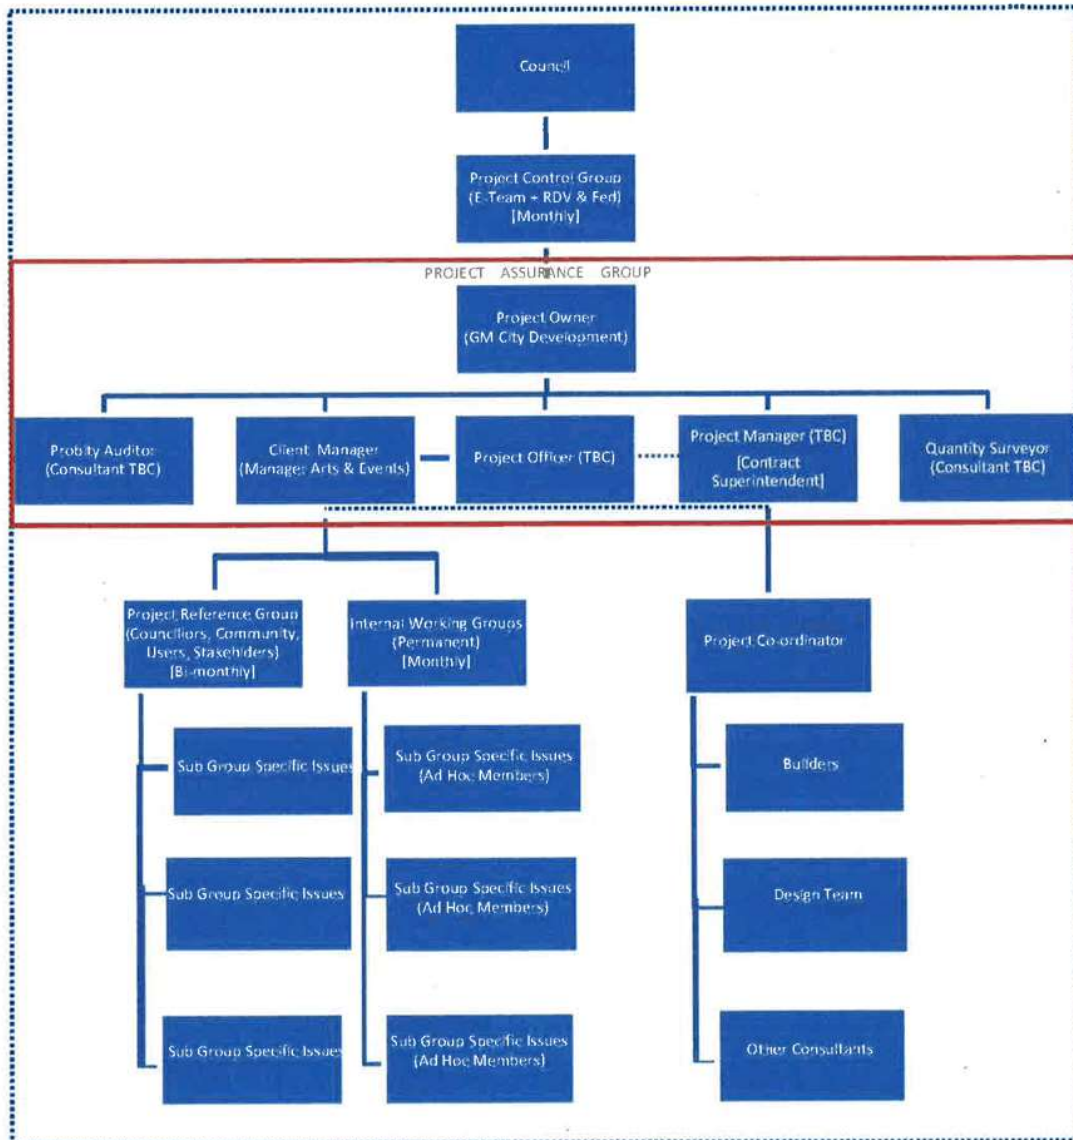 Council
Project Control Group
(E-Team + RDV & Fed)
[Monthly]
PROJECT ASSURANCE GROUP
Project Owner
(GM City Development)
Probity Auditor
(Consultant TBC)
Client Manager
(Manager Arts & Events)
Project Officer (TBC)
Project Manager (TBC)
[Contract
Superintendent]
Quantity Surveyor
(Consultant TBC)
Project Reference Group
(Councillors, Community,
Users, Stakehlders)
[Bi-monthly]
Internal Working Groups
(Permanent)
[Monthly]
Project Co-ordinator
Sub Group Specific Issues
Sub Group Specific Issues
(Ad Hoc Members)
Builders
Sub Group Specific Issues
Sub Group Specific Issues
(Ad Hoc Members)
Design Team
Sub Group Specific Issues
Sub Group Specific Issues
(Ad Hoc Members)
Other Consultants